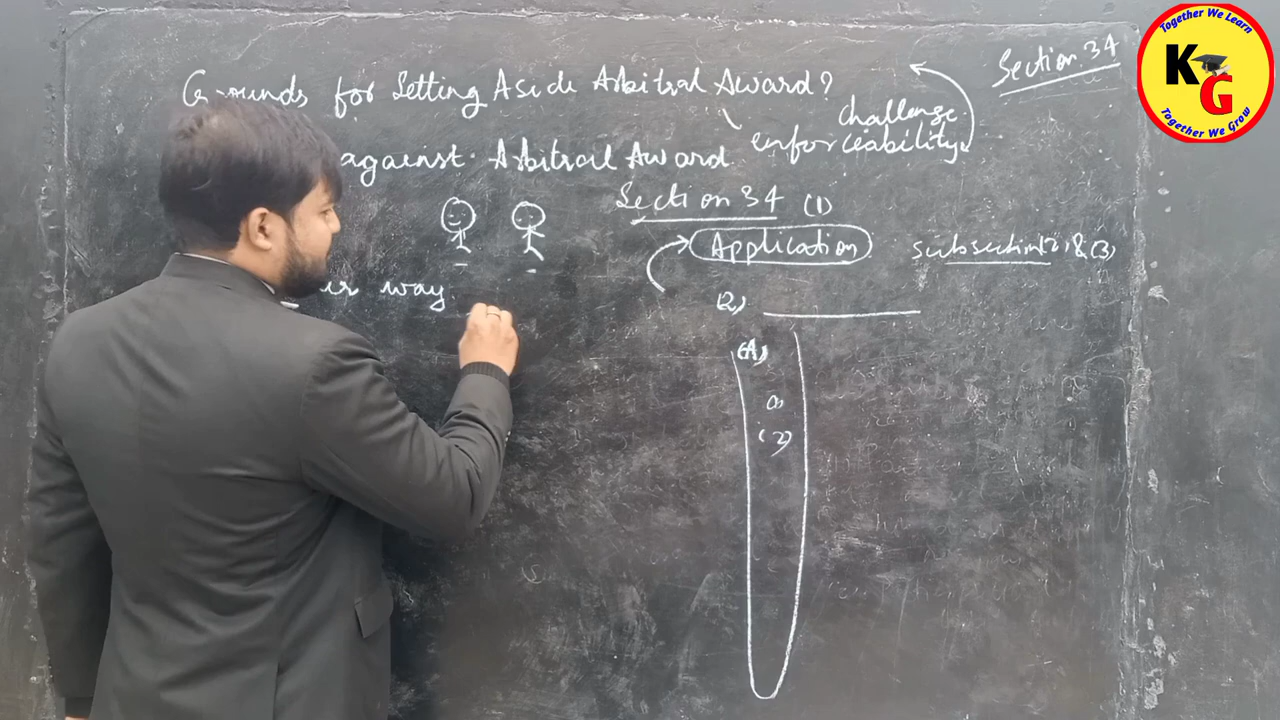 Section 34
Grounds for Setting Aside Arbitral Award?
challenge
enforceability
against Arbitral Award
Section 34 (1)
Application
subsection (2) & (3)
way
(2)
(A)
(1)
(2)
Together We Learn
K G
Together We Grow